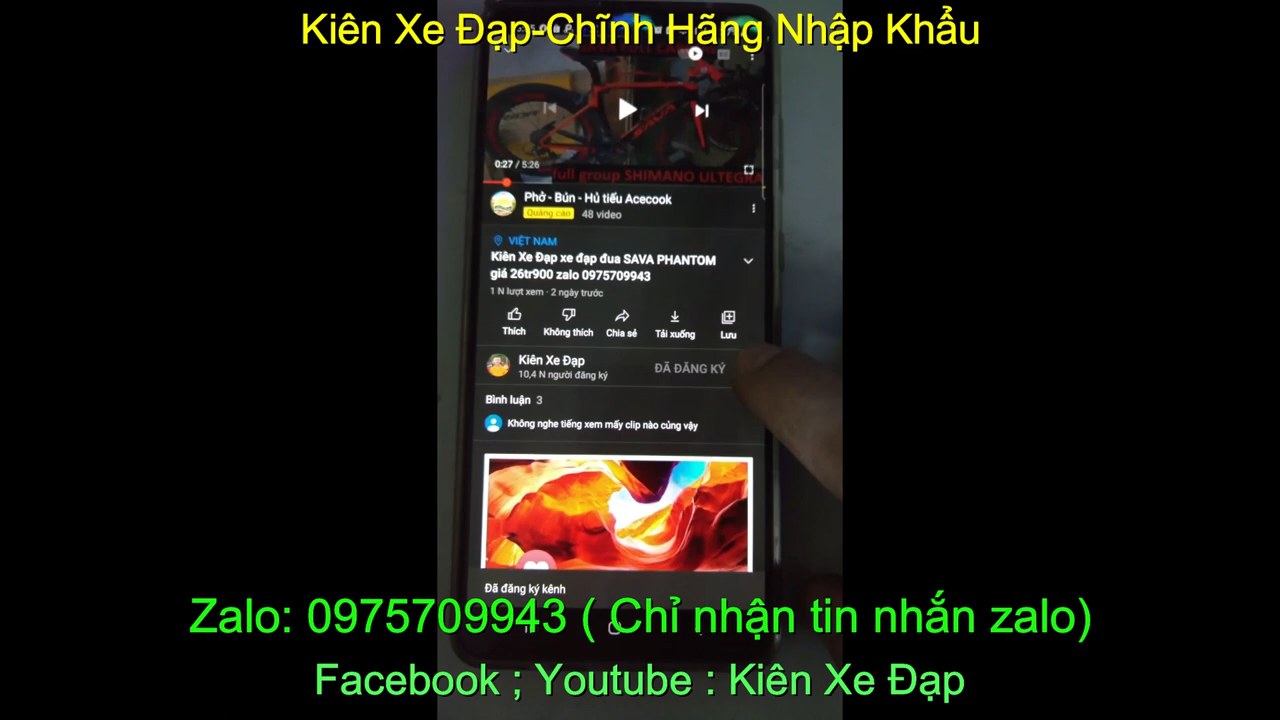 Kiên Xe Đạp-Chĩnh Hãng Nhập Khẩu
SAVA
full group SHIMANO ULTEGRA
0:27 / 5:26
Phở - Bún - Hủ tiếu Acecook
Quảng cáo 48 video
VIỆT NAM
Kiên Xe Đạp xe đạp đua SAVA PHANTOM
giá 26tr900 zalo 0975709943
1 N lượt xem · 2 ngày trước
Thích Không thích Chia sẻ Tải xuống Lưu
Kiên Xe Đạp
10,4 N người đăng ký
ĐÃ ĐĂNG KÝ
Bình luận 3
Không nghe tiếng xem mấy clip nào củng vậy
Đã đăng ký kênh
Zalo: 0975709943 ( Chỉ nhận tin nhắn zalo)
Facebook ; Youtube : Kiên Xe Đạp